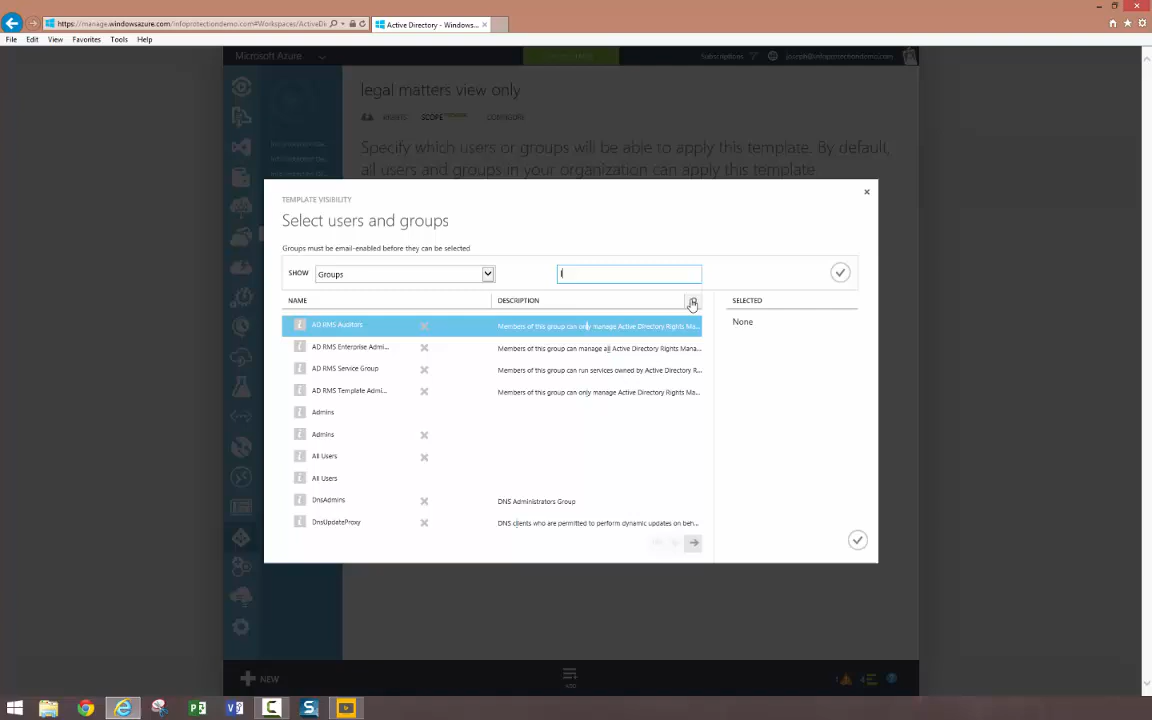 https://manage.windowsazure.com/infoprotectiondemo.com#Workspaces/ActiveDi
Active Directory - Windows...
File Edit View Favorites Tools Help
Microsoft Azure
Subscriptions
joseph@infoprotectiondemo.com
legal matters view only
RIGHTS SCOPE CONFIGURE
Specify which users or groups will be able to apply this template. By default,
all users and groups in your organization can apply this template
TEMPLATE VISIBILITY
Select users and groups
Groups must be email-enabled before they can be selected
SHOW Groups
NAME DESCRIPTION SELECTED
None
AD RMS Auditors Members of this group can only manage Active Directory Rights Ma...
AD RMS Enterprise Admi... Members of this group can manage all Active Directory Rights Mana...
AD RMS Service Group Members of this group can run services owned by Active Directory R...
AD RMS Template Admi... Members of this group can only manage Active Directory Rights Ma...
Admins
Admins
All Users
All Users
DnsAdmins DNS Administrators Group
DnsUpdateProxy DNS clients who are permitted to perform dynamic updates on beh...
NEW
ADD